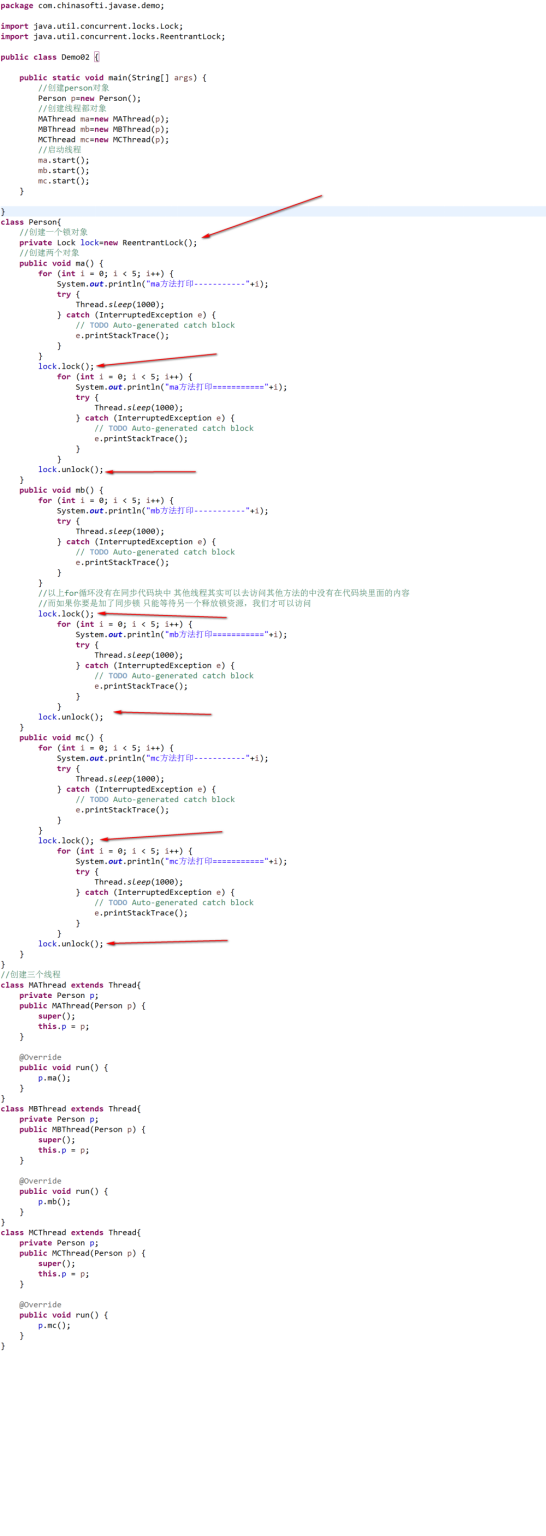 package com.chinasofti.javase.demo;
import java.util.concurrent.locks.Lock;
import java.util.concurrent.locks.ReentrantLock;
public class Demo02 {
public static void main(String[] args) {
//创建person对象
Person p=new Person();
//创建线程都对象
MAThread ma=new MAThread(p);
MBThread mb=new MBThread(p);
MCThread mc=new MCThread(p);
//启动线程
ma.start();
mb.start();
mc.start();
}
}
class Person{
//创建一个锁对象
private Lock lock=new ReentrantLock();
//创建两个对象
public void ma() {
for (int i = 0; i < 5; i++) {
System.out.println("ma方法打印-----------"+i);
try {
Thread.sleep(1000);
} catch (InterruptedException e) {
// TODO Auto-generated catch block
e.printStackTrace();
}
}
lock.lock();
for (int i = 0; i < 5; i++) {
System.out.println("ma方法打印==========="+i);
try {
Thread.sleep(1000);
} catch (InterruptedException e) {
// TODO Auto-generated catch block
e.printStackTrace();
}
}
lock.unlock();
}
public void mb() {
for (int i = 0; i < 5; i++) {
System.out.println("mb方法打印-----------"+i);
try {
Thread.sleep(1000);
} catch (InterruptedException e) {
// TODO Auto-generated catch block
e.printStackTrace();
}
}
//以上for循环没有在同步代码块中 其他线程其实可以去访问其他方法的中没有在代码块里面的内容
//而如果你要是加了同步锁 只能等待另一个释放锁资源，我们才可以访问
lock.lock();
for (int i = 0; i < 5; i++) {
System.out.println("mb方法打印==========="+i);
try {
Thread.sleep(1000);
} catch (InterruptedException e) {
// TODO Auto-generated catch block
e.printStackTrace();
}
}
lock.unlock();
}
public void mc() {
for (int i = 0; i < 5; i++) {
System.out.println("mc方法打印-----------"+i);
try {
Thread.sleep(1000);
} catch (InterruptedException e) {
// TODO Auto-generated catch block
e.printStackTrace();
}
}
lock.lock();
for (int i = 0; i < 5; i++) {
System.out.println("mc方法打印==========="+i);
try {
Thread.sleep(1000);
} catch (InterruptedException e) {
// TODO Auto-generated catch block
e.printStackTrace();
}
}
lock.unlock();
}
}
//创建三个线程
class MAThread extends Thread{
private Person p;
public MAThread(Person p) {
super();
this.p = p;
}
@Override
public void run() {
p.ma();
}
}
class MBThread extends Thread{
private Person p;
public MBThread(Person p) {
super();
this.p = p;
}
@Override
public void run() {
p.mb();
}
}
class MCThread extends Thread{
private Person p;
public MCThread(Person p) {
super();
this.p = p;
}
@Override
public void run() {
p.mc();
}
}